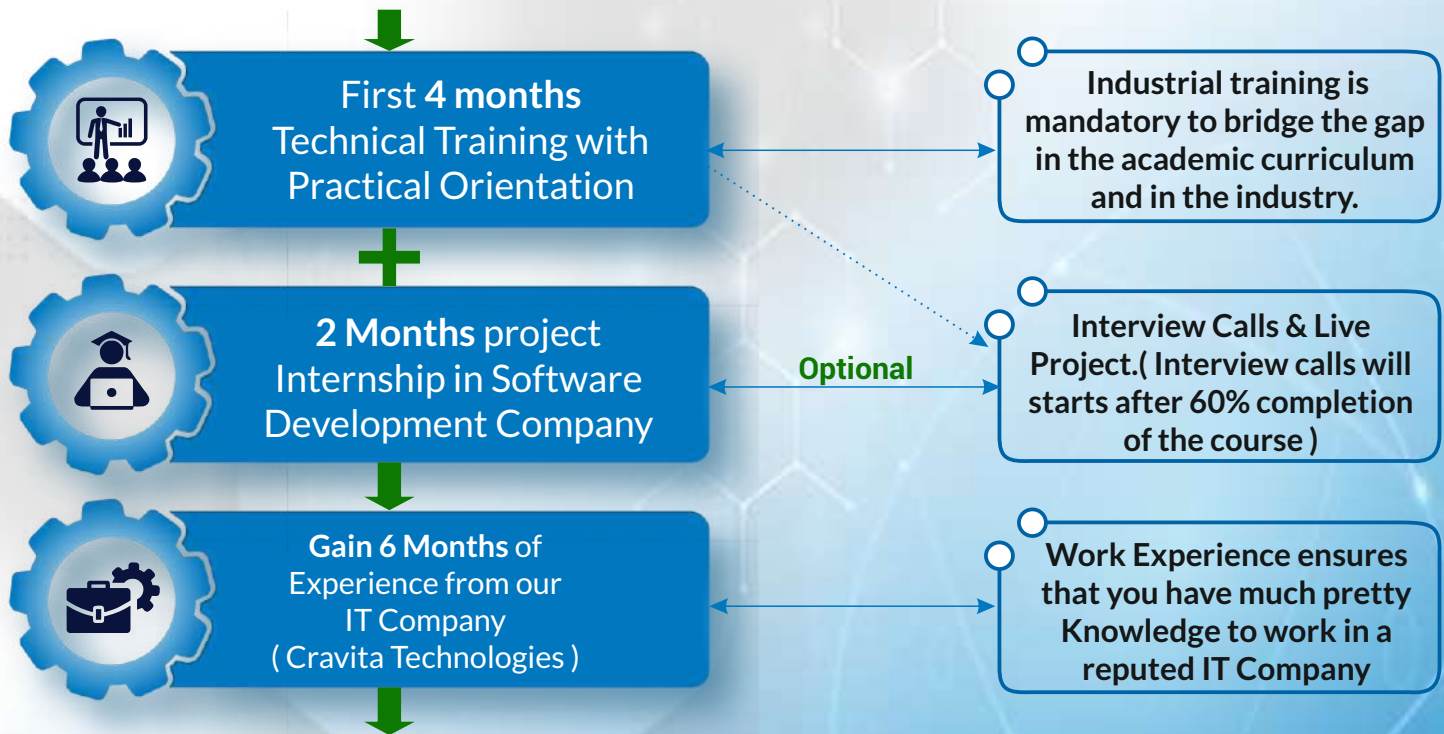 First 4 months
Technical Training with
Practical Orientation
Industrial training is
mandatory to bridge the gap
in the academic curriculum
and in the industry.
2 Months project
Internship in Software
Development Company
Optional
Interview Calls & Live
Project.( Interview calls will
starts after 60% completion
of the course )
Gain 6 Months of
Experience from our
IT Company
( Cravita Technologies )
Work Experience ensures
that you have much pretty
Knowledge to work in a
reputed IT Company